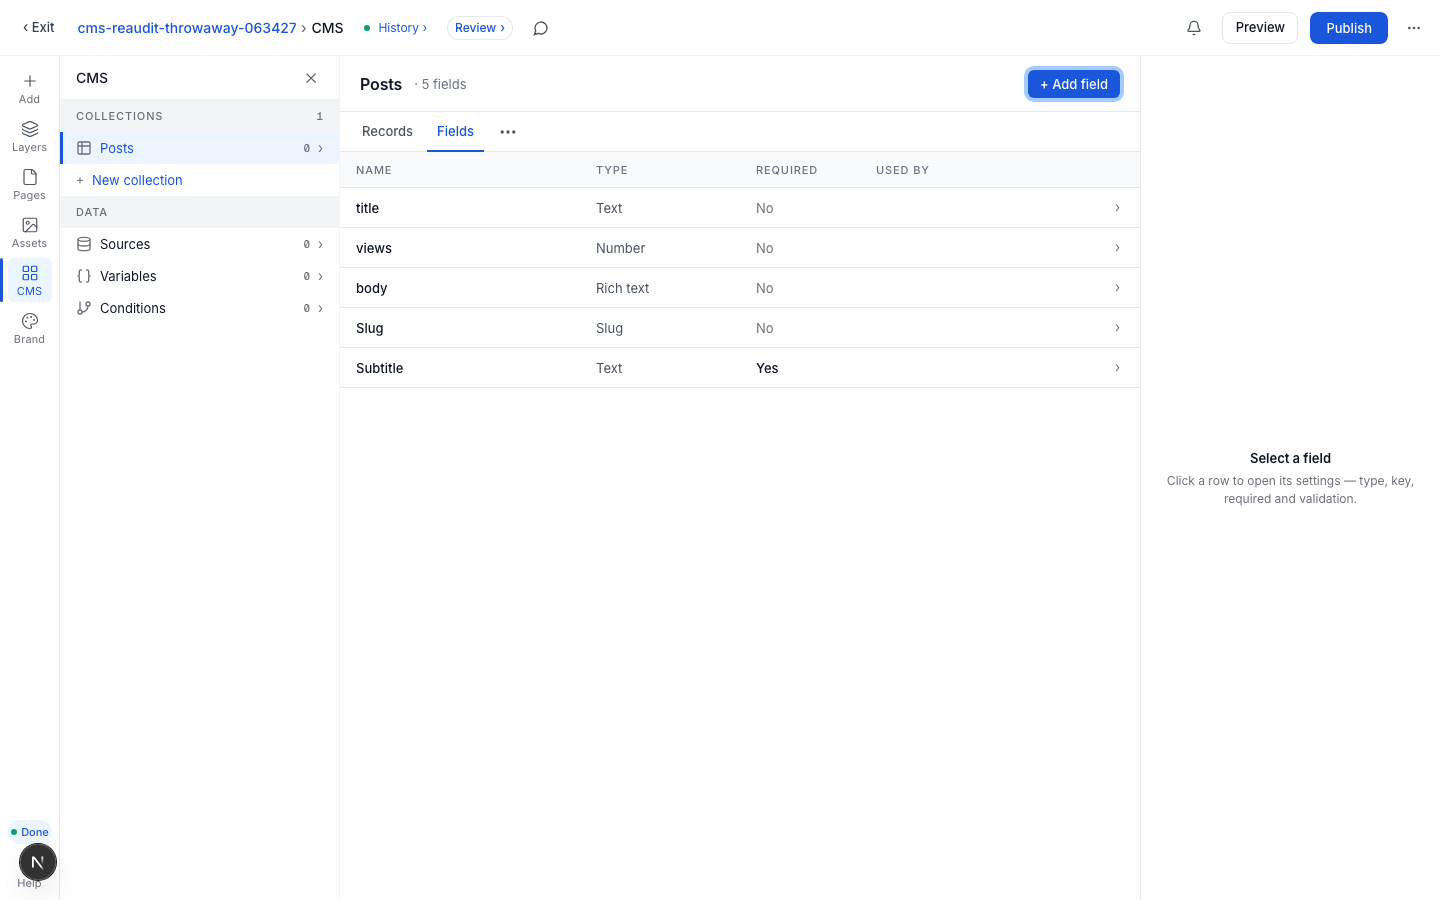 ‹ Exit
cms-reaudit-throwaway-063427 › CMS
History ›
Review ›
Preview
Publish
Add
Layers
Pages
Assets
CMS
Brand
Done
N
Help
CMS
COLLECTIONS 1
Posts 0 ›
+ New collection
DATA
Sources 0 ›
Variables 0 ›
Conditions 0 ›
Posts · 5 fields
+ Add field
Records Fields
NAME TYPE REQUIRED USED BY
title Text No ›
views Number No ›
body Rich text No ›
Slug Slug No ›
Subtitle Text Yes ›
Select a field
Click a row to open its settings — type, key,
required and validation.